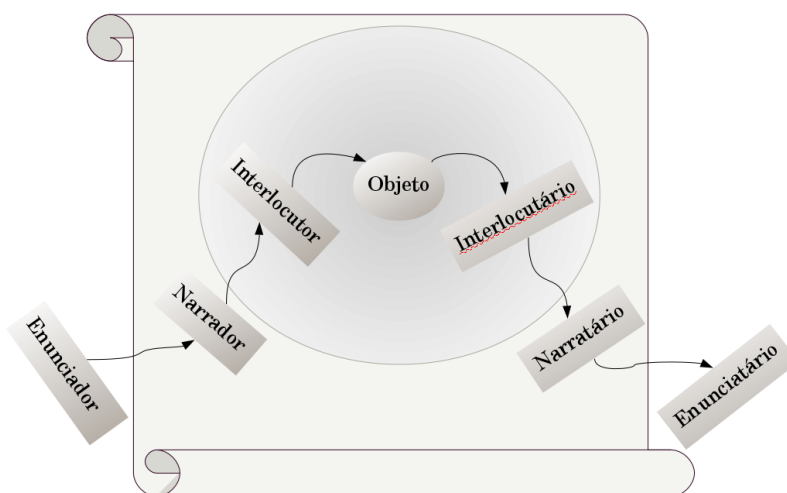 Enunciador
Narrador
Interlocutor
Objeto
Interlocutário
Narratário
Enunciatário